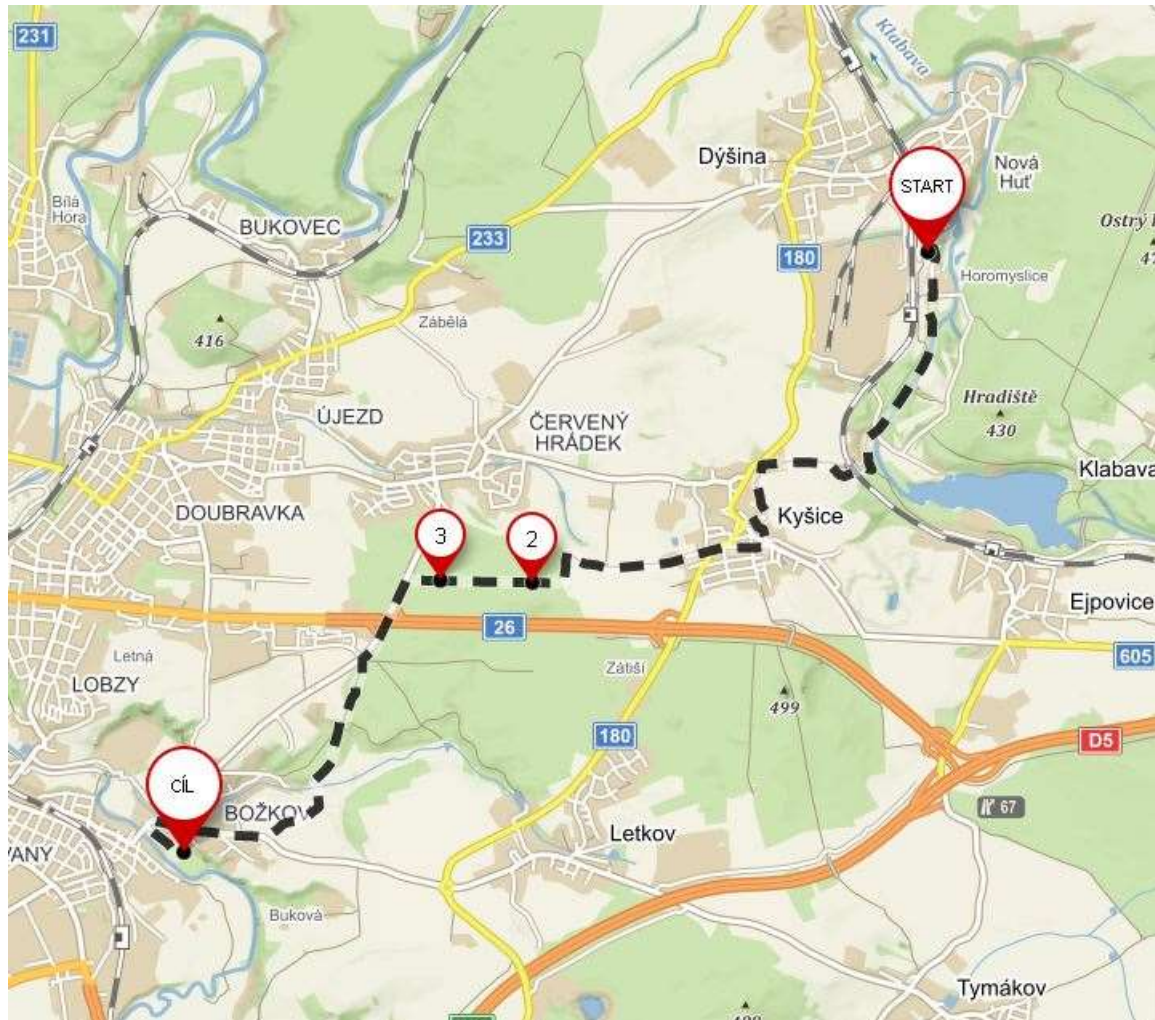 231
Klabava
Dýšina
START
Nová
Huť
Bílá
Hora
BUKOVEC
233
180
Ostrý
Horomyslice
416
Zábělá
ÚJEZD
ČERVENÝ
HRÁDEK
Hradiště
430
Klabava
DOUBRAVKA
Kyšice
3
2
Ejpovice
26
605
Letná
LOBZY
Zátiší
499
180
D5
CÍL
BOŽKOV
67
Letkov
VANY
Buková
Tymákov